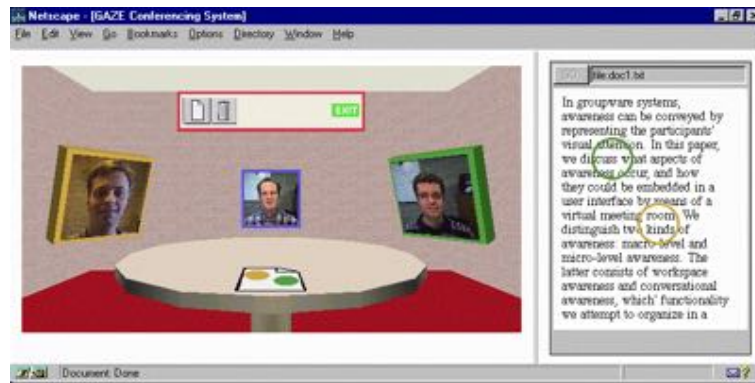 Netscape - [GAZE Conferencing System]
File Edit View Go Bookmarks Options Directory Window Help
EXIT
file:doc1.txt
In groupware systems,
awareness can be conveyed by
representing the participants'
visual attention. In this paper,
we discuss what aspects of
awareness occur, and how
they could be embedded in a
user interface by means of a
virtual meeting room. We
distinguish two kinds of
awareness: macro-level and
micro-level awareness. The
latter consists of workspace
awareness and conversational
awareness, which' functionality
we attempt to organize in a
Document: Done